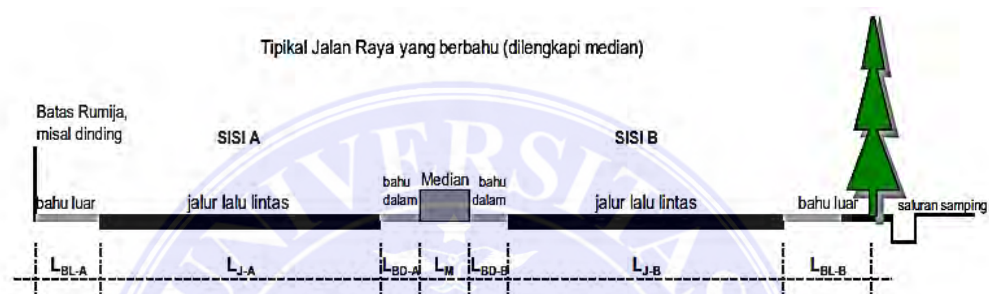 Tipikal Jalan Raya yang berbahu (dilengkapi median)
Batas Rumija,
misal dinding
SISI A
SISI B
bahu luar
jalur lalu lintas
bahu
dalam
Median
bahu
dalam
jalur lalu lintas
bahu luar
saluran samping
LBL-A
LJ-A
LBD-A
LM
LBD-B
LJ-B
LBL-B
UNIVERSITA